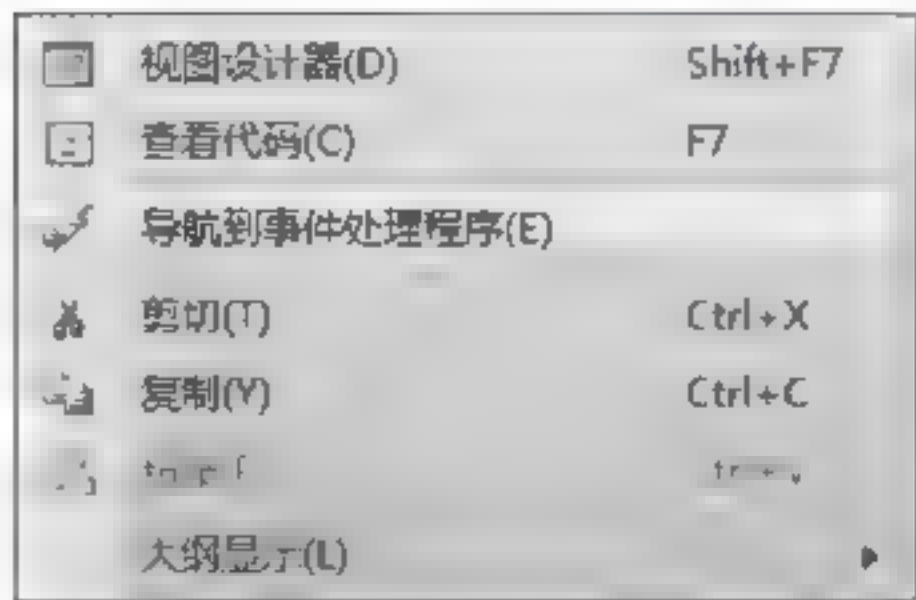 视图设计器(D) Shift+F7
查看代码(C) F7
导航到事件处理程序(E)
剪切(T) Ctrl+X
复制(Y) Ctrl+C
大纲显示(L)